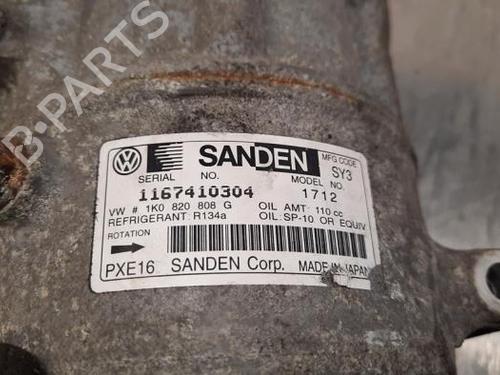 B-PARTS
VW SANDEN MFG CODE
SY3
SERIAL NO. MODEL NO.
1167410304 1712
VW # 1K0 820 808 G OIL AMT: 110 cc
REFRIGERANT: R134a OIL: SP-10 OR EQUIV
ROTATION
PXE16 SANDEN Corp. MADE IN JAPAN